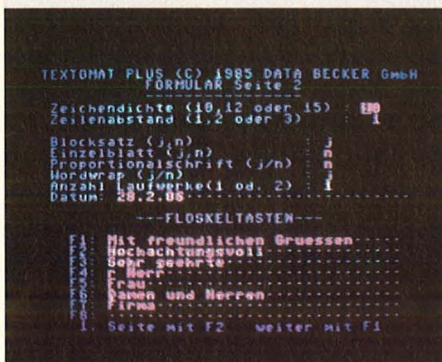 TEXTOMAT PLUS (C) 1985 DATA BECKER GmbH
FORMULAR Seite 2
Zeichendichte (10,12 oder 15) : 10
Zeilenabstand (1,2 oder 3) : 1
Blocksatz (j,n) : j
Einzelblatt (j,n) : n
Proportionalschrift (j/n) : n
Wordwrap (j/n) : j
Anzahl Laufwerke(1 od. 2) : 1
Datum: 28.2.86
---FLOSKELTASTEN---
F1: Mit freundlichen Gruessen
F2: Hochachtungsvoll
F3: Sehr geehrte
F4: r Herr
F5: Frau
F6: Damen und Herren
F7: Firma
F8:
1. Seite mit F2 weiter mit F1